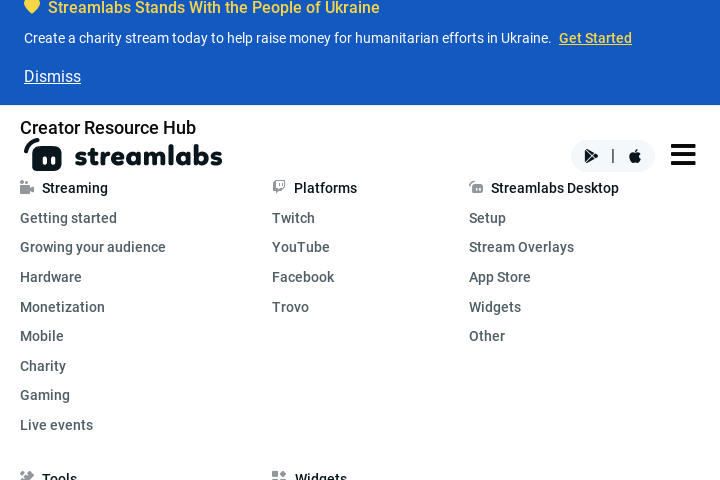 Streamlabs Stands With the People of Ukraine
Create a charity stream today to help raise money for humanitarian efforts in Ukraine. Get Started
Dismiss
Creator Resource Hub
streamlabs
|
Streaming
Getting started
Growing your audience
Hardware
Monetization
Mobile
Charity
Gaming
Live events
Platforms
Twitch
YouTube
Facebook
Trovo
Streamlabs Desktop
Setup
Stream Overlays
App Store
Widgets
Other
Tools
Widgets